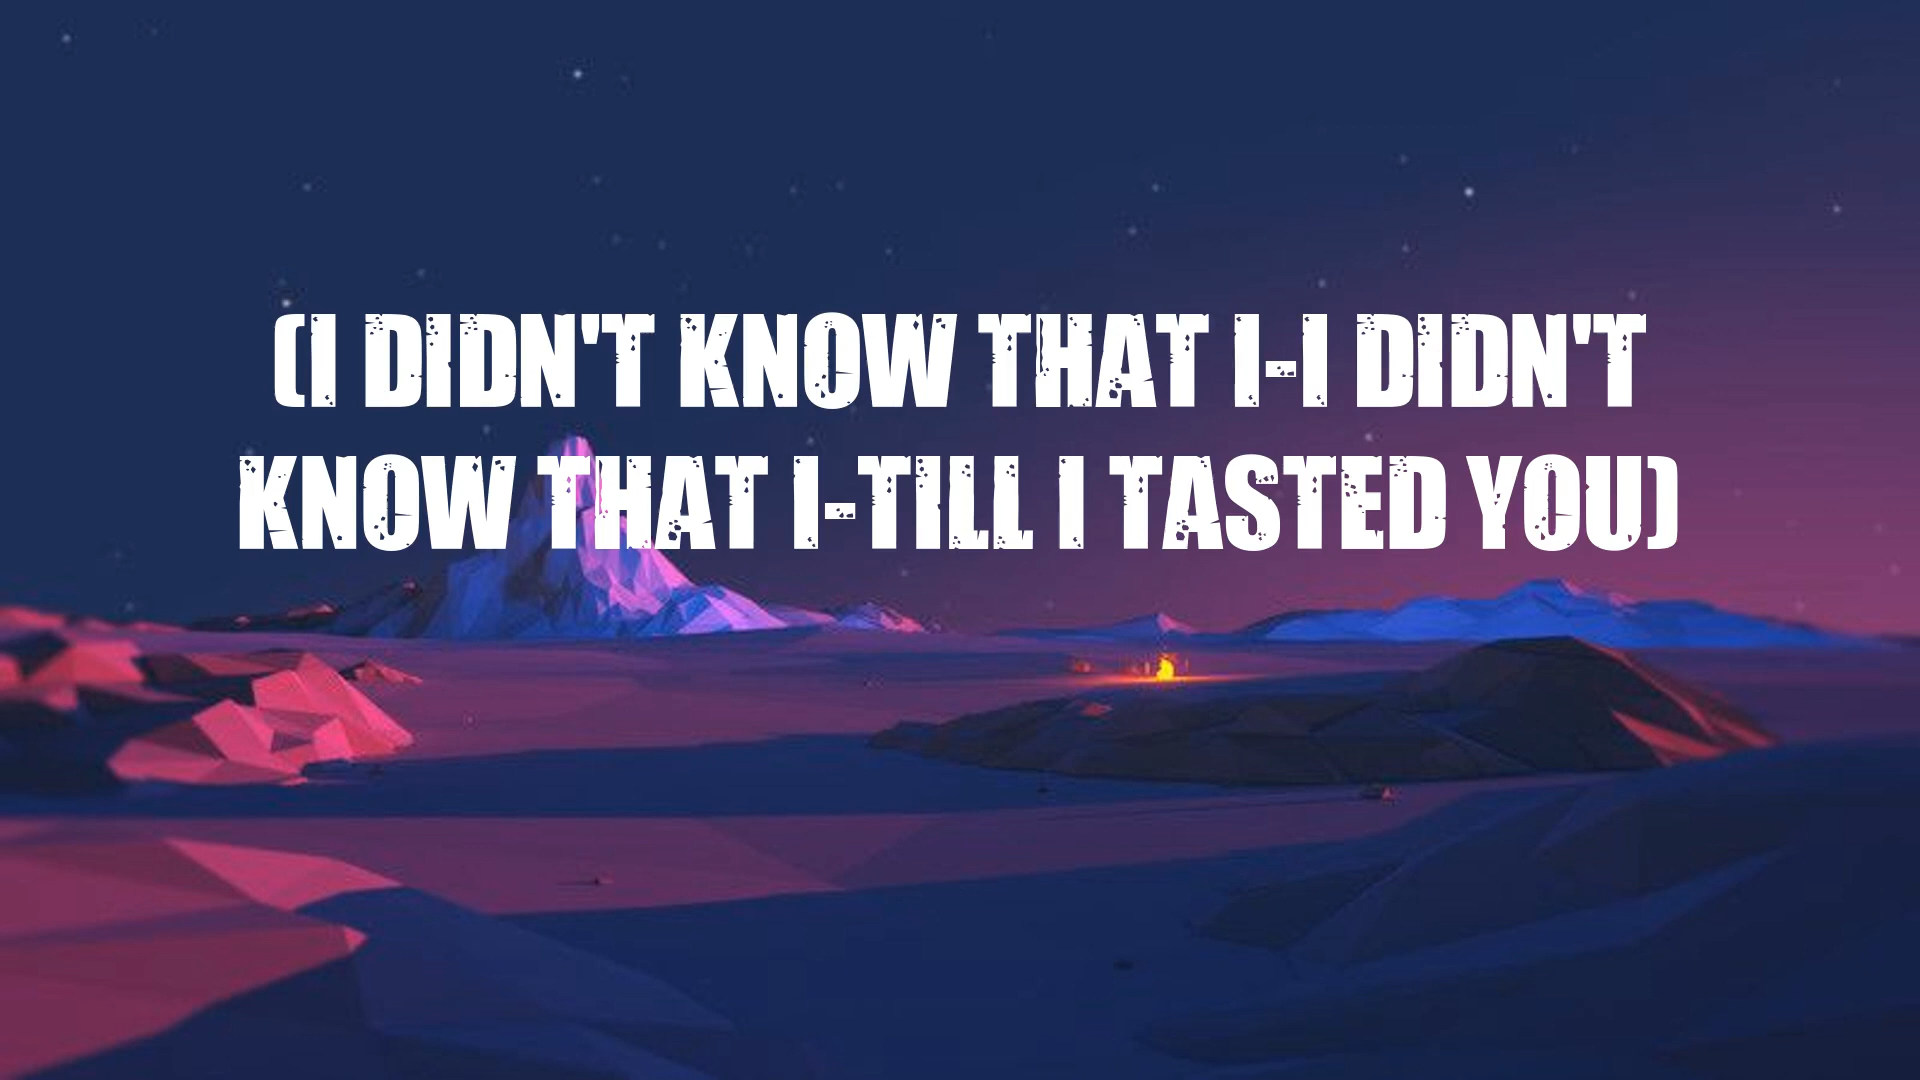 (I DIDN'T KNOW THAT I-I DIDN'T
KNOW THAT I-TILL I TASTED YOU)